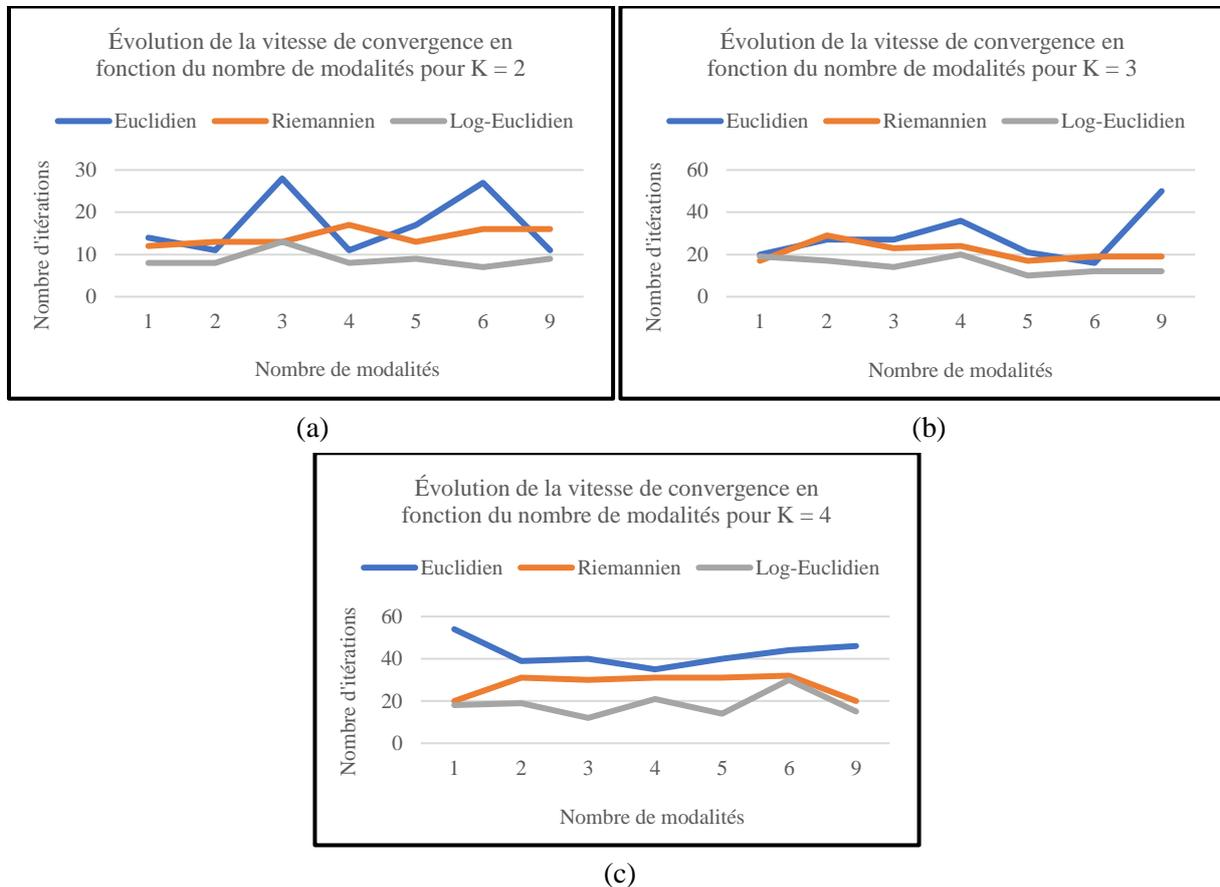 Évolution de la vitesse de convergence en
fonction du nombre de modalités pour K = 2
Euclidien Riemannien Log-Euclidien
Nombre d'itérations
30
20
10
0
1 2 3 4 5 6 9
Nombre de modalités
(a)
Évolution de la vitesse de convergence en
fonction du nombre de modalités pour K = 3
Euclidien Riemannien Log-Euclidien
Nombre d'itérations
60
40
20
0
1 2 3 4 5 6 9
Nombre de modalités
(b)
Évolution de la vitesse de convergence en
fonction du nombre de modalités pour K = 4
Euclidien Riemannien Log-Euclidien
Nombre d'itérations
60
40
20
0
1 2 3 4 5 6 9
Nombre de modalités
(c)